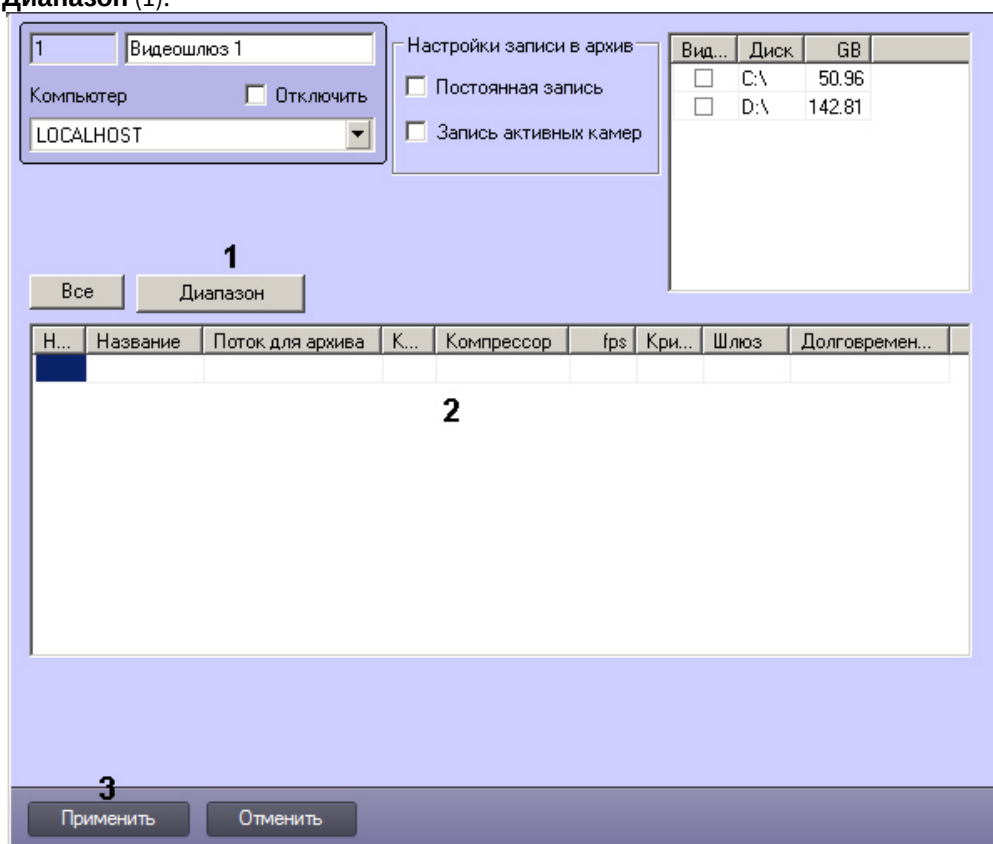 Диапазон (1).
1 Видеошлюз 1
Компьютер Отключить
LOCALHOST
Настройки записи в архив
Постоянная запись
Запись активных камер
Вид... Диск GB
C:\ 50.96
D:\ 142.81
1
Все Диапазон
Н... Название Поток для архива К... Компрессор fps Кри... Шлюз Долговремен...
2
3
Применить Отменить